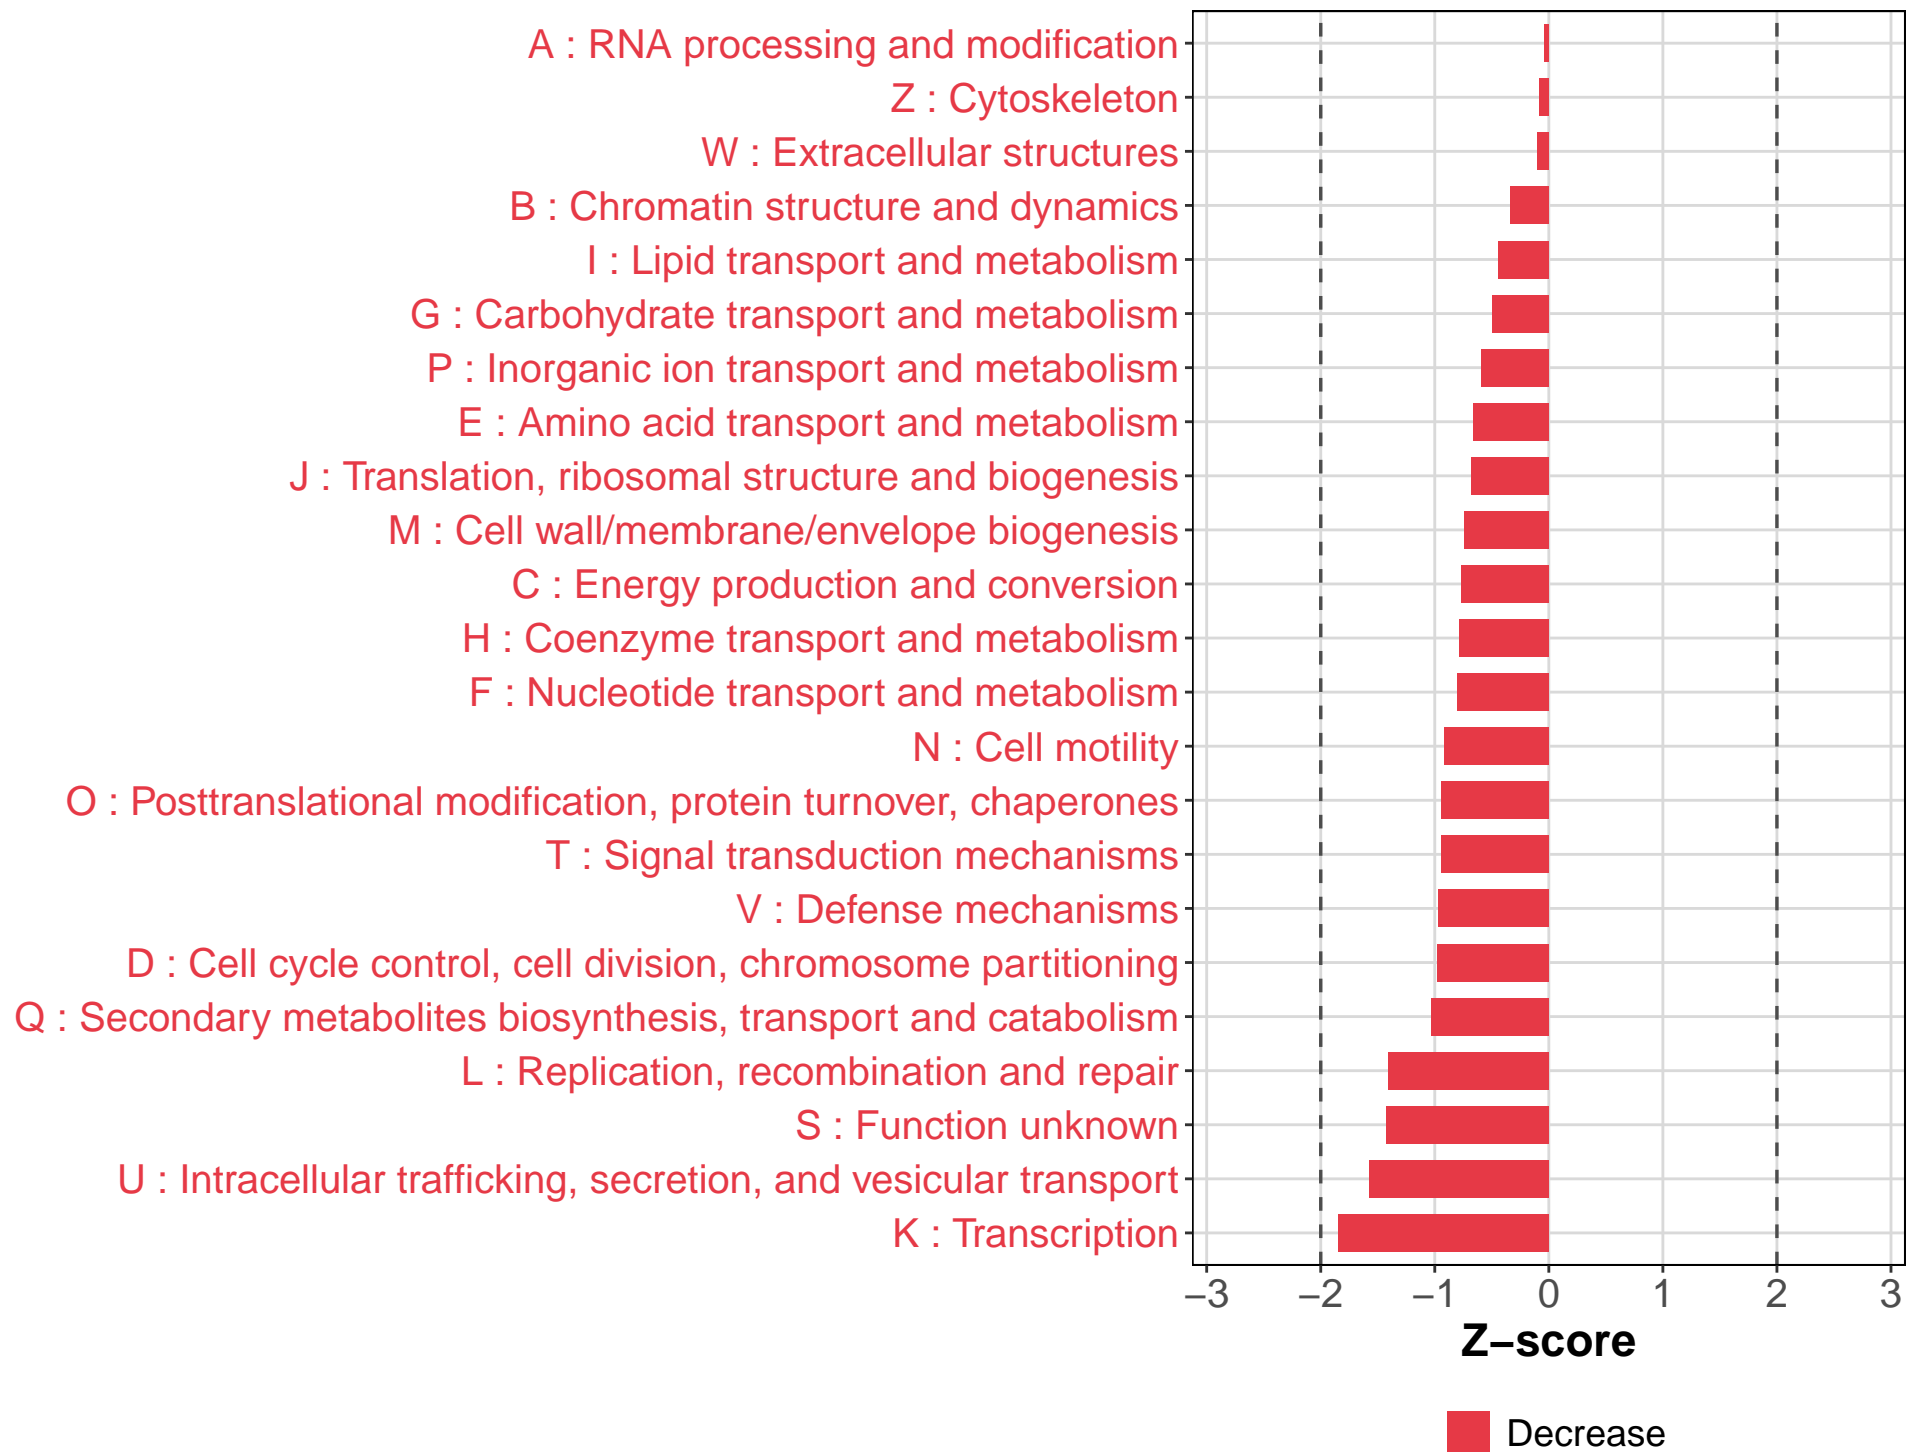 A : RNA processing and modification
Z : Cytoskeleton
W : Extracellular structures
B : Chromatin structure and dynamics
I : Lipid transport and metabolism
G : Carbohydrate transport and metabolism
P : Inorganic ion transport and metabolism
E : Amino acid transport and metabolism
J : Translation, ribosomal structure and biogenesis
M : Cell wall/membrane/envelope biogenesis
C : Energy production and conversion
H : Coenzyme transport and metabolism
F : Nucleotide transport and metabolism
N : Cell motility
O : Posttranslational modification, protein turnover, chaperones
T : Signal transduction mechanisms
V : Defense mechanisms
D : Cell cycle control, cell division, chromosome partitioning
Q : Secondary metabolites biosynthesis, transport and catabolism
L : Replication, recombination and repair
S : Function unknown
U : Intracellular trafficking, secretion, and vesicular transport
K : Transcription
−3 −2 −1 0 1 2 3
Z−score
Decrease